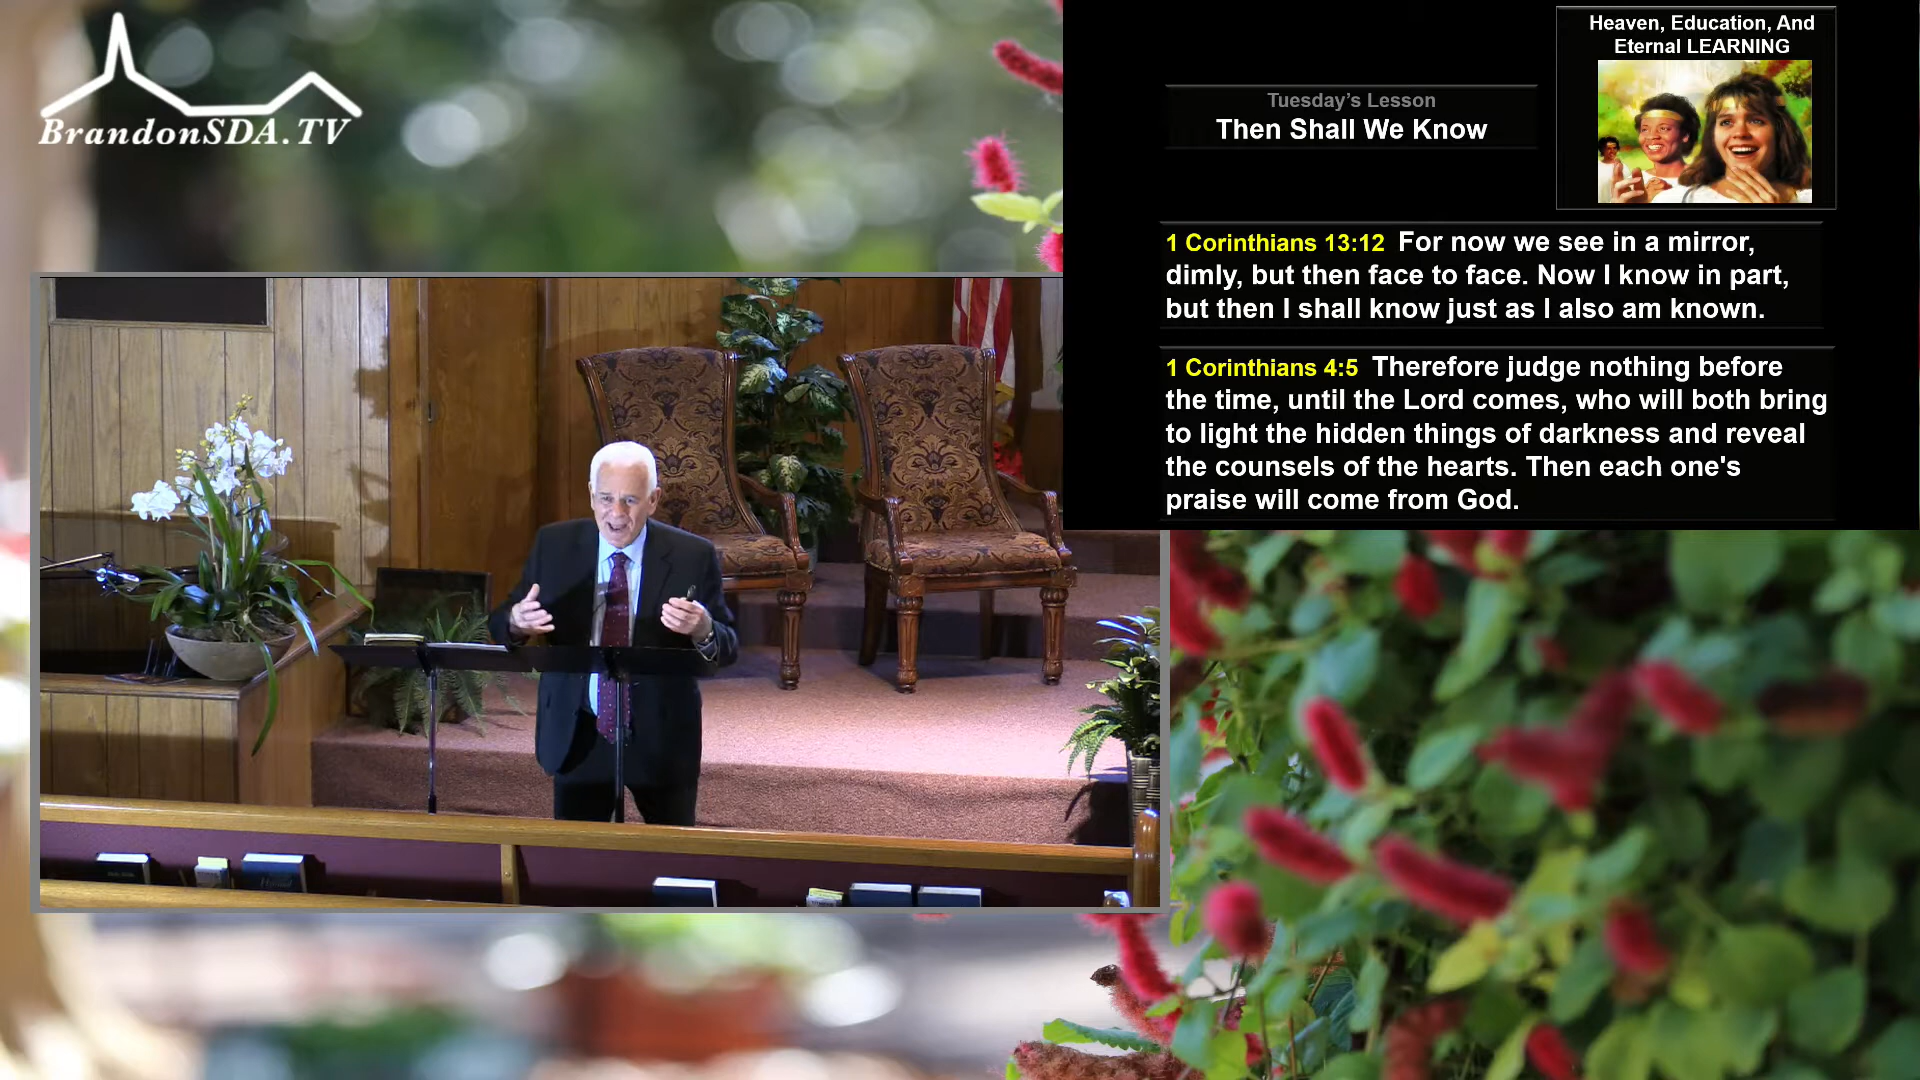 BrandonSDA.TV
Heaven, Education, And
Eternal LEARNING
Tuesday’s Lesson
Then Shall We Know
1 Corinthians 13:12 For now we see in a mirror,
dimly, but then face to face. Now I know in part,
but then I shall know just as I also am known.
1 Corinthians 4:5 Therefore judge nothing before
the time, until the Lord comes, who will both bring
to light the hidden things of darkness and reveal
the counsels of the hearts. Then each one's
praise will come from God.